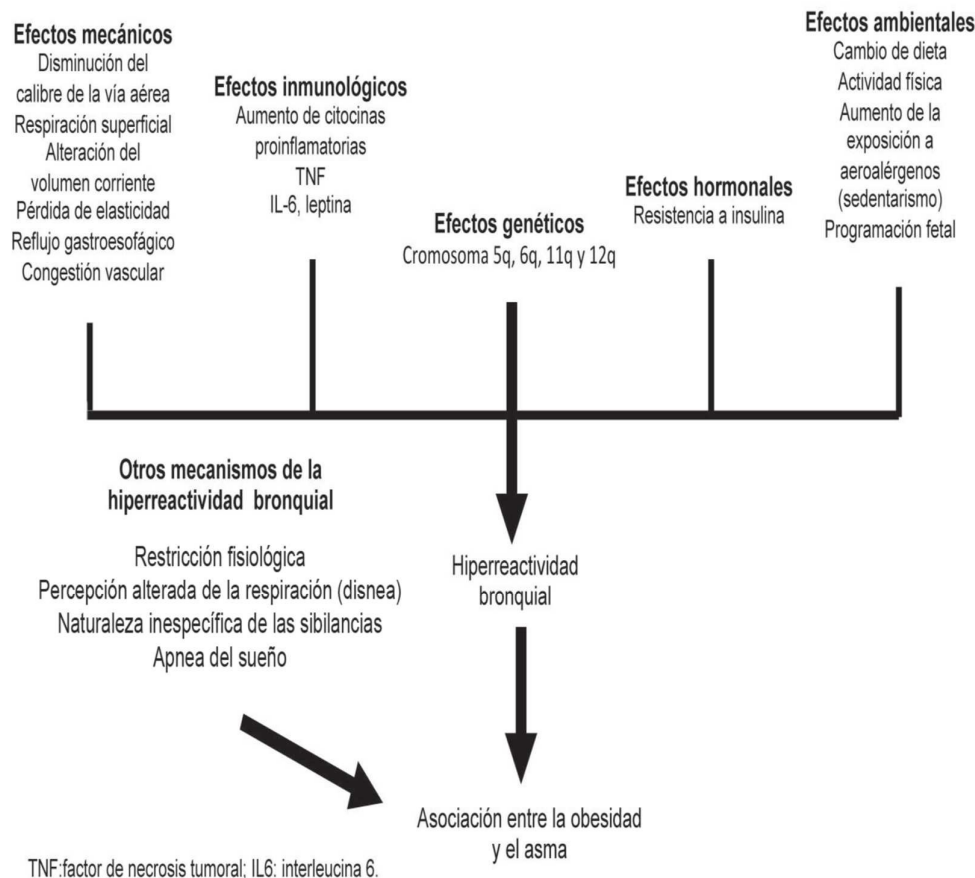 Efectos mecánicos
Disminución del
calibre de la vía aérea
Respiración superficial
Alteración del
volumen corriente
Pérdida de elasticidad
Reflujo gastroesofágico
Congestión vascular
Efectos inmunológicos
Aumento de citocinas
proinflamatorias
TNF
IL-6, leptina
Efectos genéticos
Cromosoma 5q, 6q, 11q y 12q
Efectos hormonales
Resistencia a insulina
Efectos ambientales
Cambio de dieta
Actividad física
Aumento de la
exposición a
aeroalérgenos
(sedentarismo)
Programación fetal
Otros mecanismos de la
hiperreactividad bronquial
Restricción fisiológica
Percepción alterada de la respiración (disnea)
Naturaleza inespecífica de las sibilancias
Apnea del sueño
Hiperreactividad
bronquial
Asociación entre la obesidad
y el asma
TNF:factor de necrosis tumoral; IL6: interleucina 6.